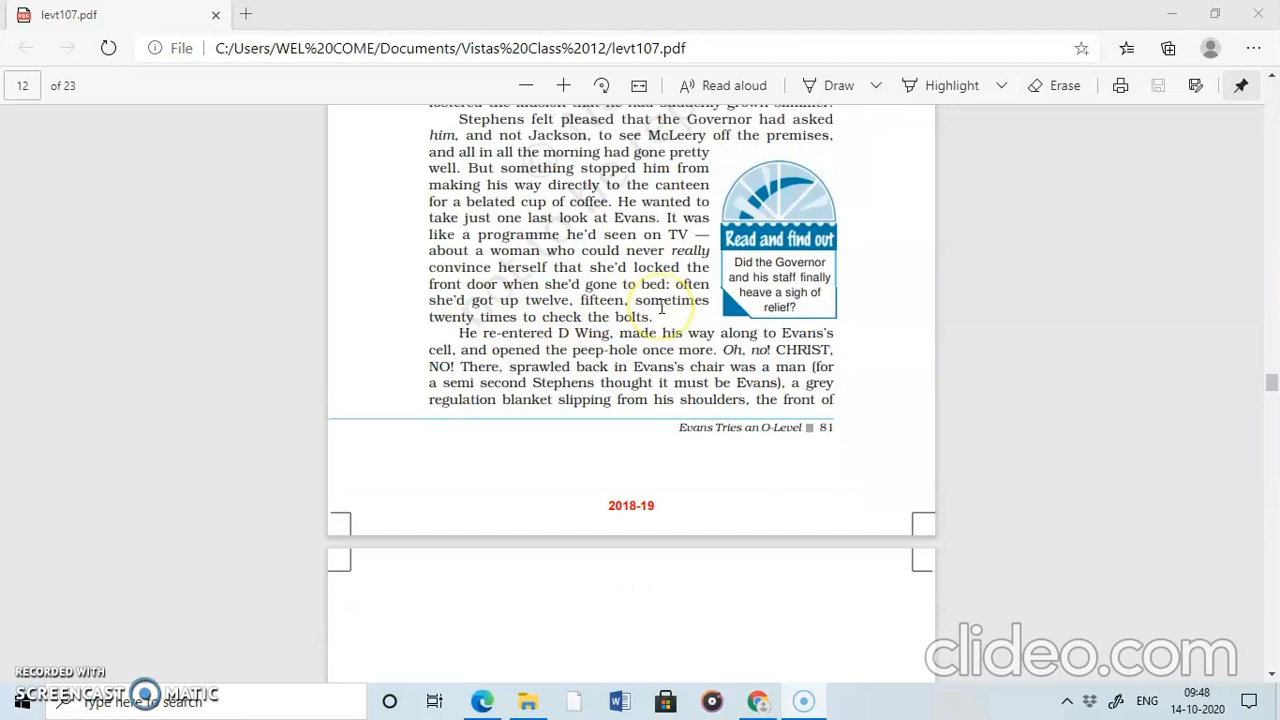 levt107.pdf
File
C:/Users/WEL%20COME/Documents/Vistas%20Class%2012/levt107.pdf
12 of 23
Read aloud
Draw
Highlight
Erase
fostered the illusion that he had suddenly grown slimmer.
Stephens felt pleased that the Governor had asked
him, and not Jackson, to see McLeery off the premises,
and all in all the morning had gone pretty
well. But something stopped him from
making his way directly to the canteen
for a belated cup of coffee. He wanted to
take just one last look at Evans. It was
like a programme he’d seen on TV —
about a woman who could never really
convince herself that she’d locked the
front door when she’d gone to bed: often
she’d got up twelve, fifteen, sometimes
twenty times to check the bolts.
Read and find out
Did the Governor
and his staff finally
heave a sigh of
relief?
He re-entered D Wing, made his way along to Evans’s
cell, and opened the peep-hole once more. Oh, no! CHRIST,
NO! There, sprawled back in Evans’s chair was a man (for
a semi second Stephens thought it must be Evans), a grey
regulation blanket slipping from his shoulders, the front of
Evans Tries an O-Level 81
2018-19
clideo.com
RECORDED WITH
SCREENCAST MATIC
Type here to search
ENG
09:48
14-10-2020